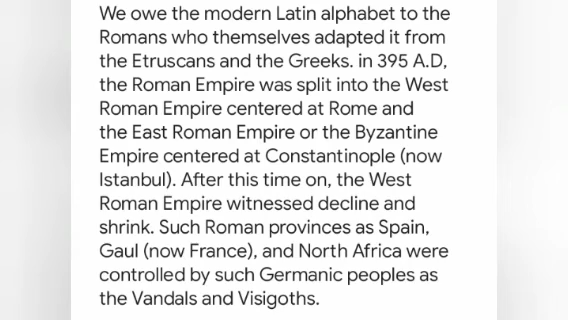 We owe the modern Latin alphabet to the
Romans who themselves adapted it from
the Etruscans and the Greeks. in 395 A.D,
the Roman Empire was split into the West
Roman Empire centered at Rome and
the East Roman Empire or the Byzantine
Empire centered at Constantinople (now
Istanbul). After this time on, the West
Roman Empire witnessed decline and
shrink. Such Roman provinces as Spain,
Gaul (now France), and North Africa were
controlled by such Germanic peoples as
the Vandals and Visigoths.